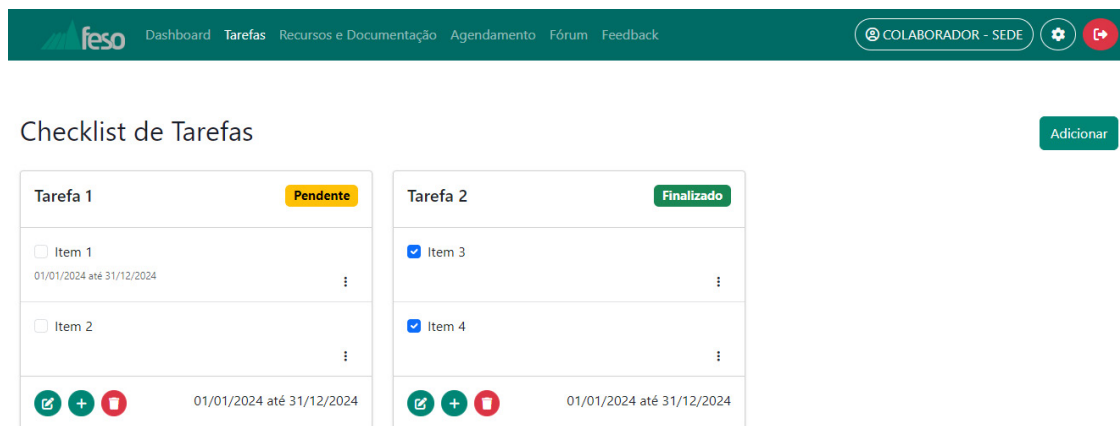 feso Dashboard Tarefas Recursos e Documentação Agendamento Fórum Feedback COLABORADOR - SEDE
Checklist de Tarefas Adicionar
Tarefa 1 Pendente
Item 1
01/01/2024 até 31/12/2024
Item 2
01/01/2024 até 31/12/2024
Tarefa 2 Finalizado
Item 3
Item 4
01/01/2024 até 31/12/2024